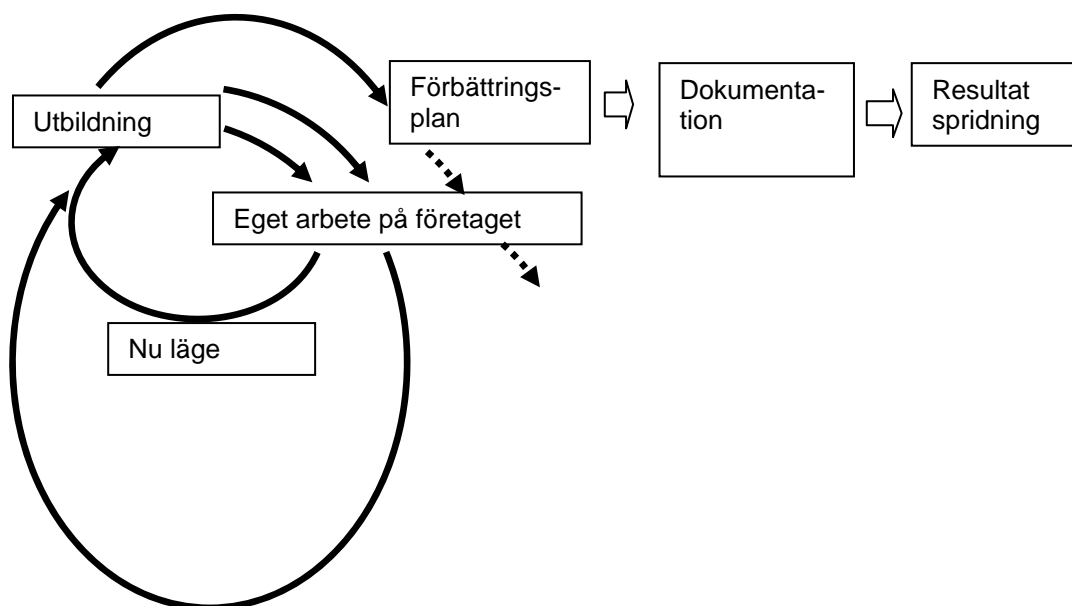 Utbildning
Förbättrings-
plan
Dokumenta-
tion
Resultat
spridning
Eget arbete på företaget
Nu läge